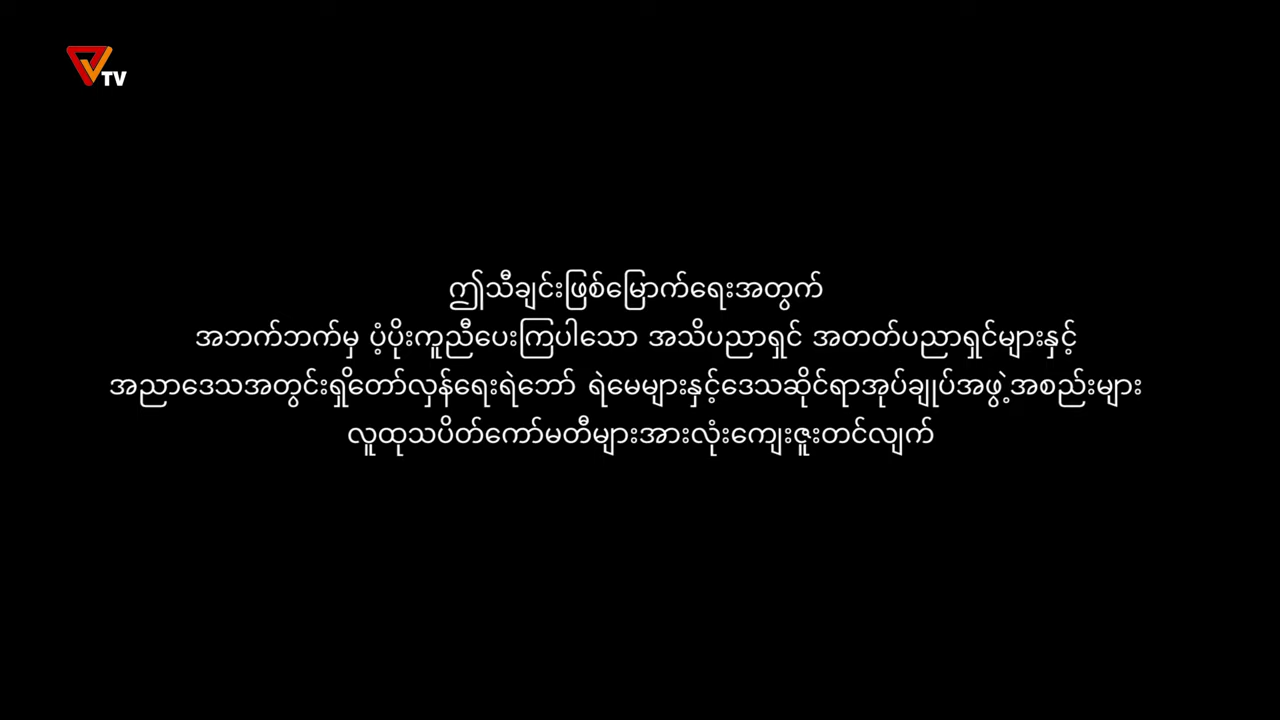 TV
ဤသီချင်းဖြစ်မြောက်ရေးအတွက်
အဘက်ဘက်မှ ပံ့ပိုးကူညီပေးကြပါသော အသိပညာရှင် အတတ်ပညာရှင်များနှင့်
အညာဒေသအတွင်းရှိတော်လှန်ရေးရဲဘော် ရဲမေများနှင့်ဒေသဆိုင်ရာအုပ်ချုပ်အဖွဲ့အစည်းများ
လူထုသပိတ်ကော်မတီများအားလုံးကျေးဇူးတင်လျက်